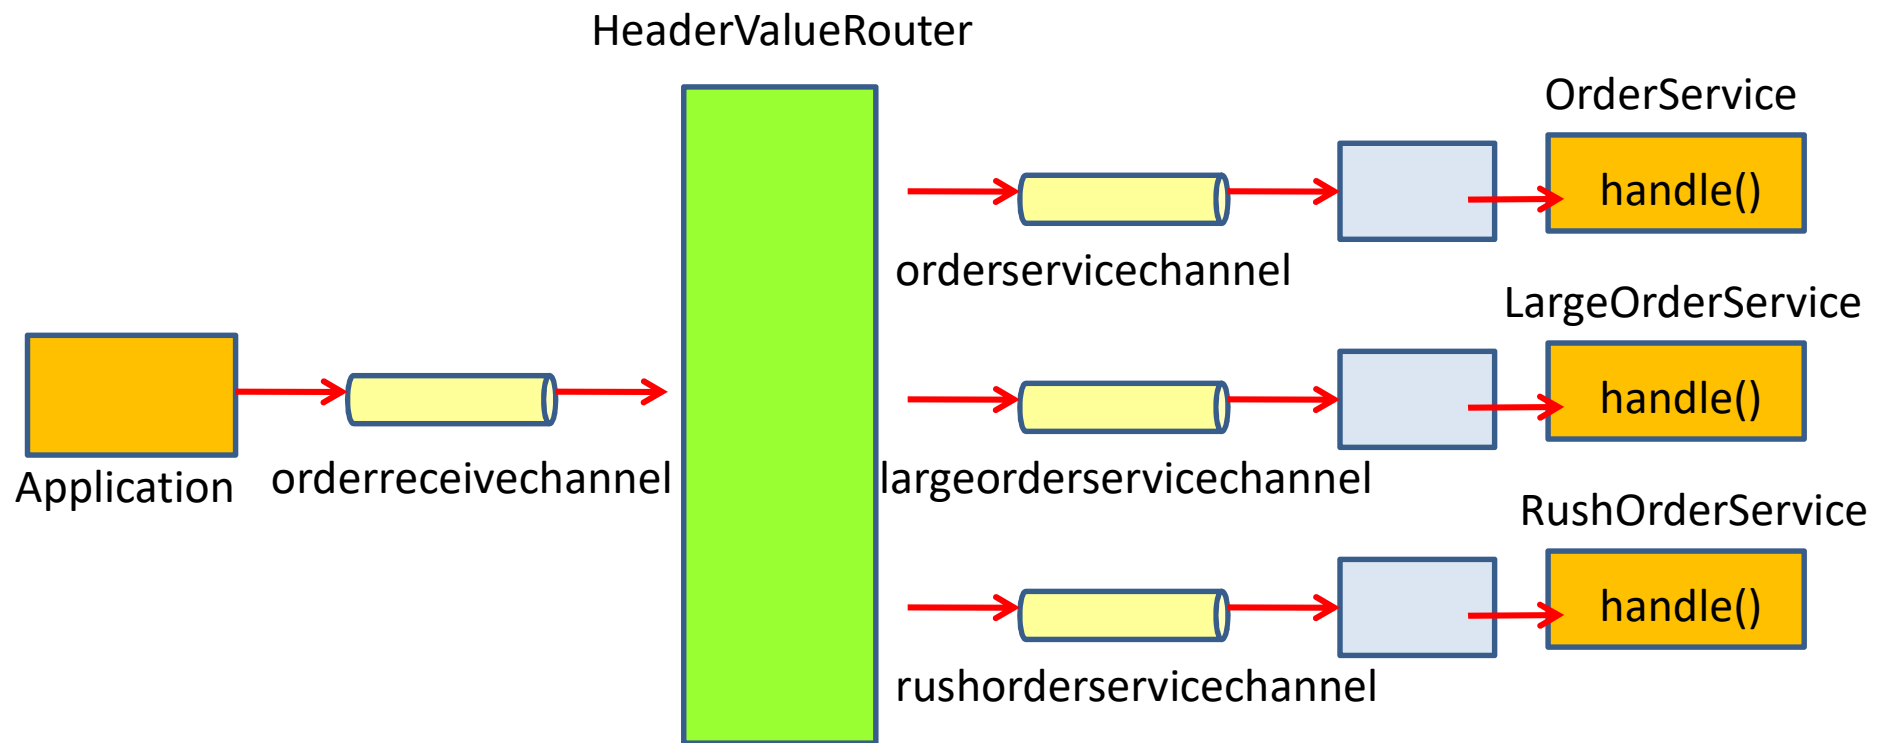 HeaderValueRouter
OrderService
handle()
orderservicechannel
LargeOrderService
handle()
Application
orderreceivechannel
largeorderservicechannel
RushOrderService
handle()
rushorderservicechannel